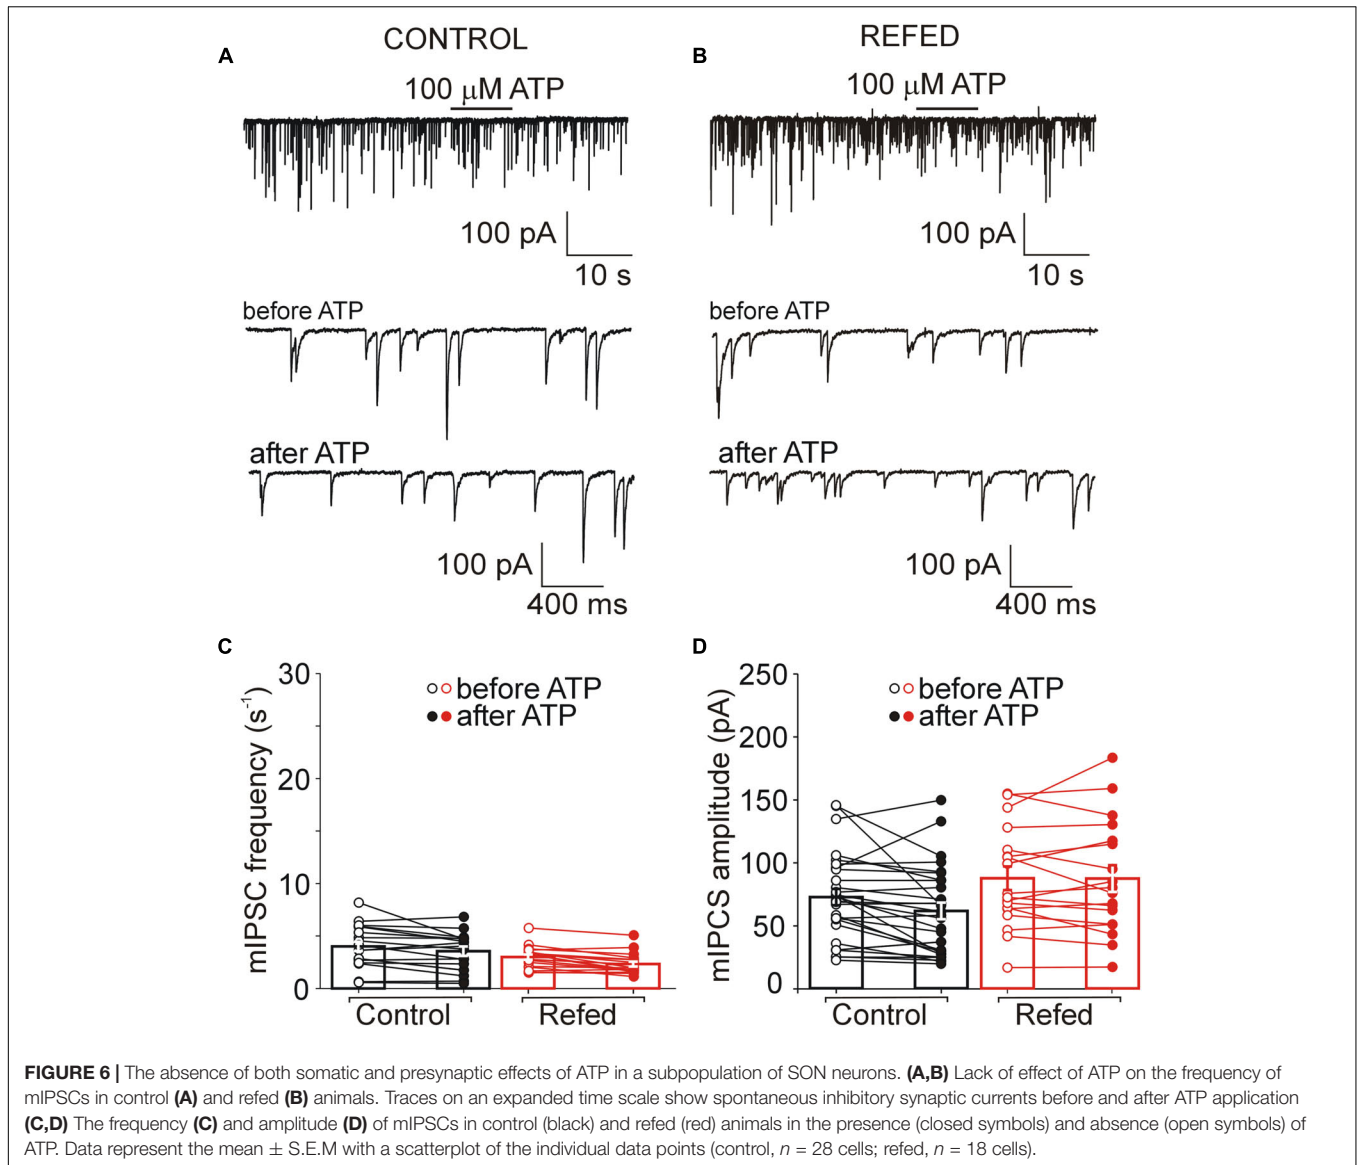 CONTROL
REFED
A
B
100 μM ATP
100 μM ATP
100 pA
10 s
100 pA
10 s
before ATP
before ATP
after ATP
after ATP
100 pA
400 ms
100 pA
400 ms
C
D
30
20
10
0
mIPSC frequency (s⁻¹)
before ATP
after ATP
Control
Refed
250
200
150
100
50
0
mIPCS amplitude (pA)
before ATP
after ATP
Control
Refed
FIGURE 6 | The absence of both somatic and presynaptic effects of ATP in a subpopulation of SON neurons. (A,B) Lack of effect of ATP on the frequency of
mIPSCs in control (A) and refed (B) animals. Traces on an expanded time scale show spontaneous inhibitory synaptic currents before and after ATP application
(C,D) The frequency (C) and amplitude (D) of mIPSCs in control (black) and refed (red) animals in the presence (closed symbols) and absence (open symbols) of
ATP. Data represent the mean ± S.E.M with a scatterplot of the individual data points (control, n = 28 cells; refed, n = 18 cells).